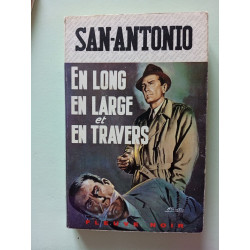 SAN-ANTONIO
EN LONG
EN LARGE
et
EN TRAVERS
FLEUVE NOIR